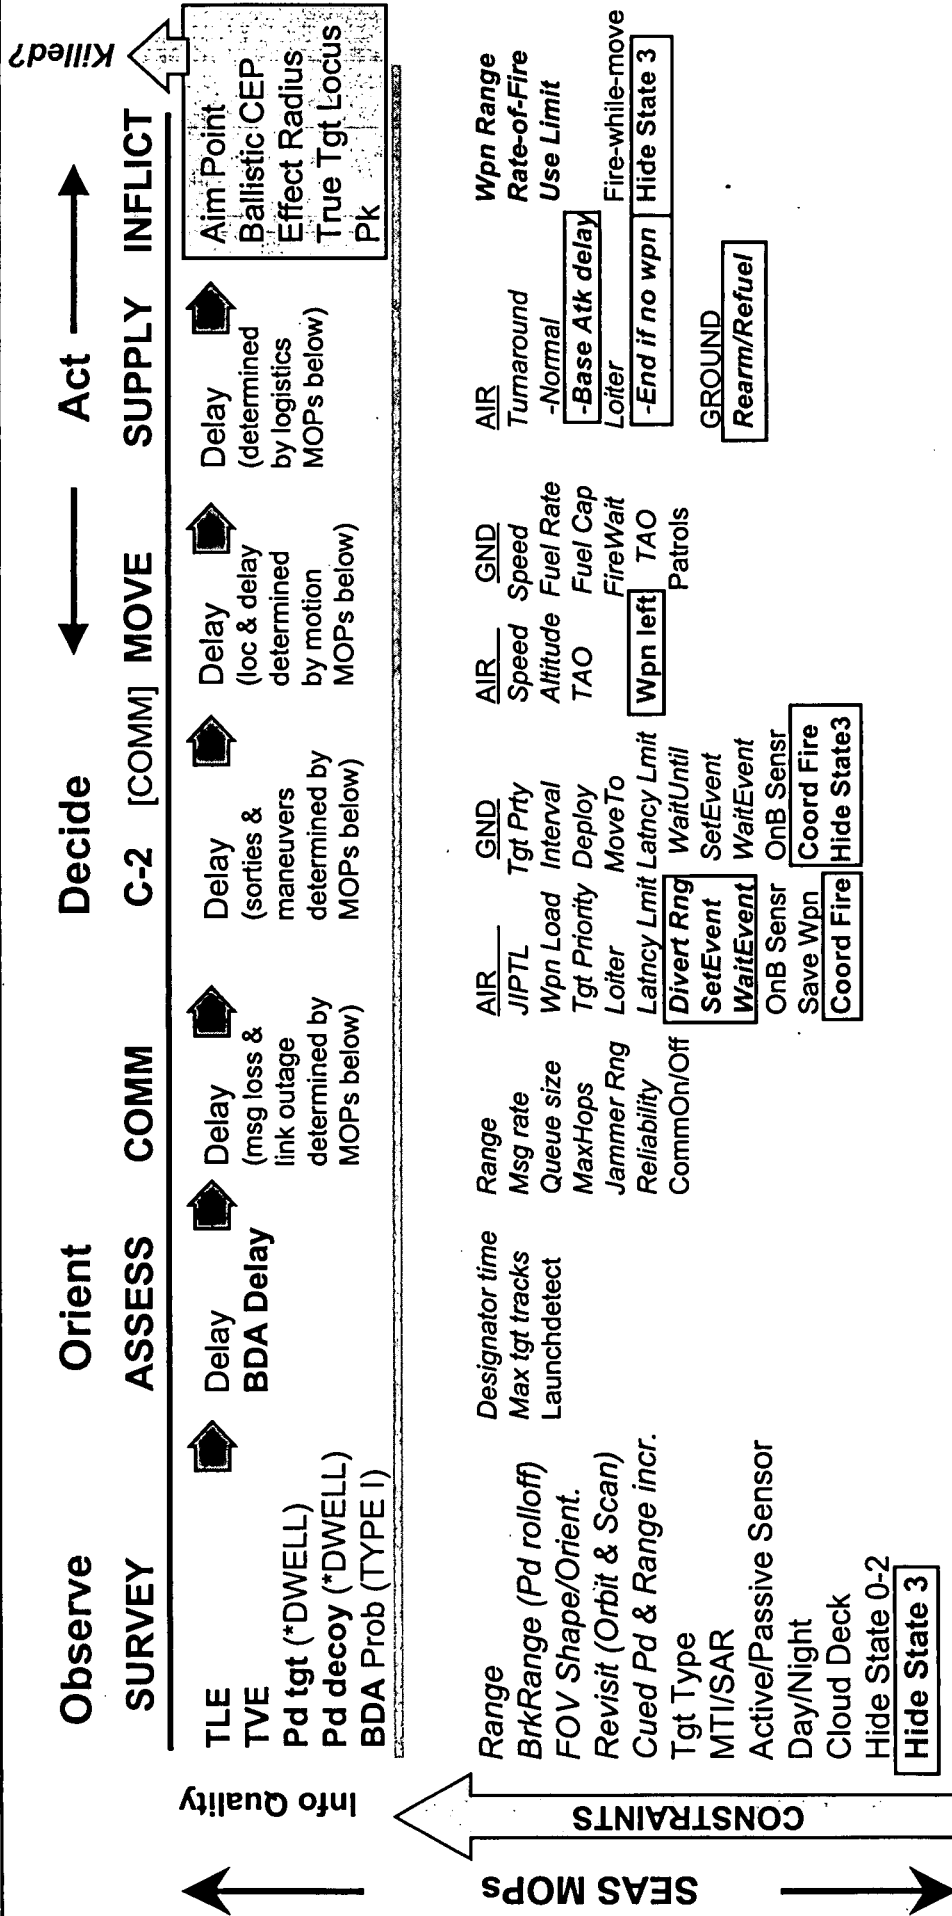 Observe
Orient
Decide
Act
SURVEY
ASSESS
COMM
C-2
[COMM]
MOVE
SUPPLY
INFLICT
Killed?
SEAS MOPs
Info Quality
CONSTRAINTS
TLE
TVE
Pd tgt (*DWELL)
Pd decoy (*DWELL)
BDA Prob (TYPE I)
Delay
BDA Delay
Delay
(msg loss &
link outage
determined by
MOPs below)
Delay
(sorties &
maneuvers
determined by
MOPs below)
Delay
(loc & delay
determined
by motion
MOPs below)
Delay
(determined
by logistics
MOPs below)
Aim Point
Ballistic CEP
Effect Radius
True Tgt Locus
Pk
Range
BrkRange (Pd rolloff)
FOV Shape/Orient.
Revisit (Orbit & Scan)
Cued Pd & Range incr.
Tgt Type
MTI/SAR
Active/Passive Sensor
Day/Night
Cloud Deck
Hide State 0-2
Hide State 3
Designator time
Max tgt tracks
Launchdetect
Range
Msg rate
Queue size
MaxHops
Jammer Rng
Reliability
CommOn/Off
AIR
JIPTL
Wpn Load
Tgt Priority
Loiter
Latncy Lmit
Divert Rng
SetEvent
WaitEvent
OnB Sensr
Save Wpn
Coord Fire
GND
Tgt Prty
Interval
Deploy
MoveTo
Latncy Lmit
WaitUntil
SetEvent
WaitEvent
OnB Sensr
Coord Fire
Hide State3
AIR
Speed
Altitude
TAO
Wpn left
GND
Speed
Fuel Rate
Fuel Cap
FireWait
TAO
Patrols
AIR
Turnaround
-Normal
-Base Atk delay
Loiter
-End if no wpn
GROUND
Rearm/Refuel
Wpn Range
Rate-of-Fire
Use Limit
Fire-while-move
Hide State 3